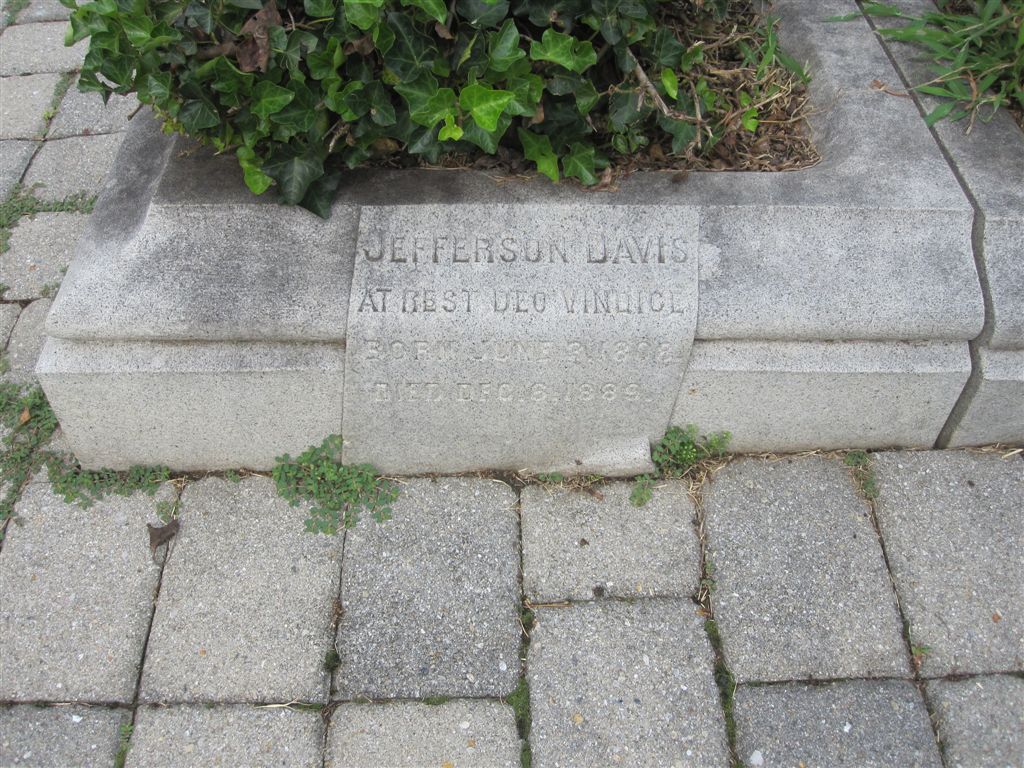 JEFFERSON DAVIS
AT REST DEO VINDICE
BORN JUNE 3. 1808.
DIED DEC. 6. 1889.